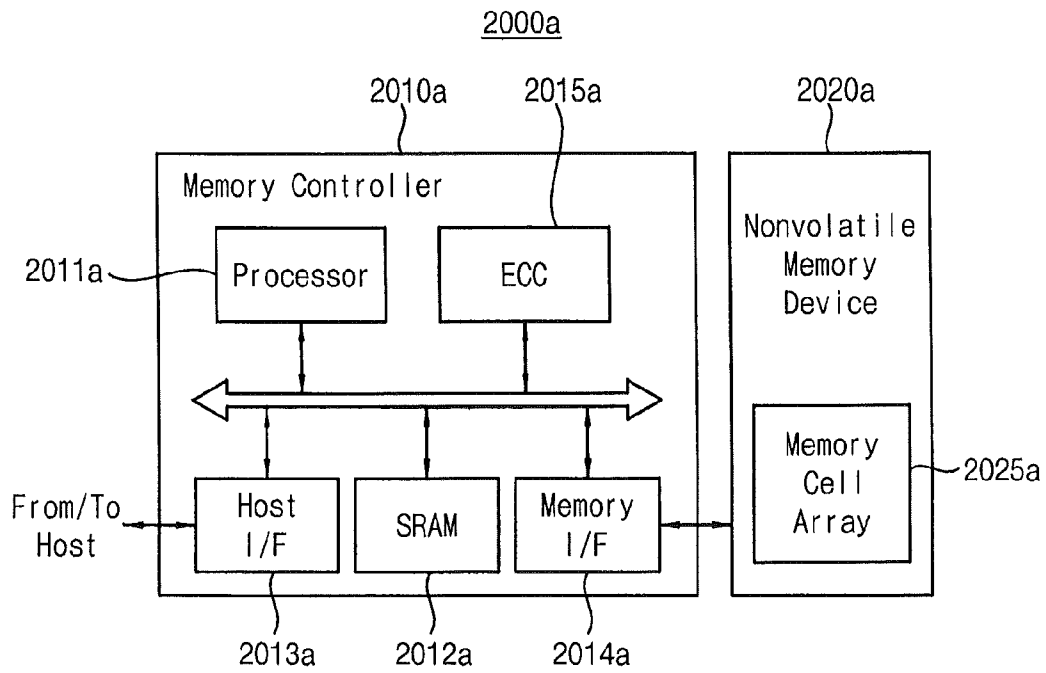 2000a
2010a
2015a
2020a
Memory Controller
2011a
Processor
ECC
Nonvolatile
Memory
Device
From/To
Host
Host
I/F
SRAM
Memory
I/F
Memory
Cell
Array
2025a
2013a
2012a
2014a